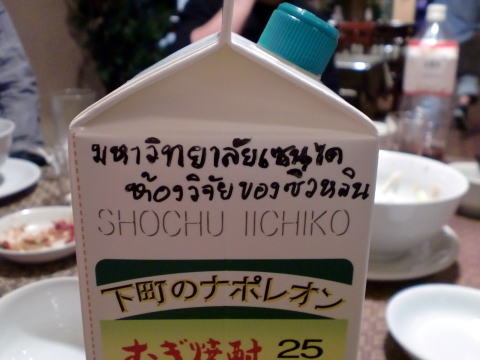 มหาวิทยาลัยเซนได
ห้องวิจัยของชิวหลิน
SHOCHU IICHIKO
下町のナポレオン
むぎ焼酎 25